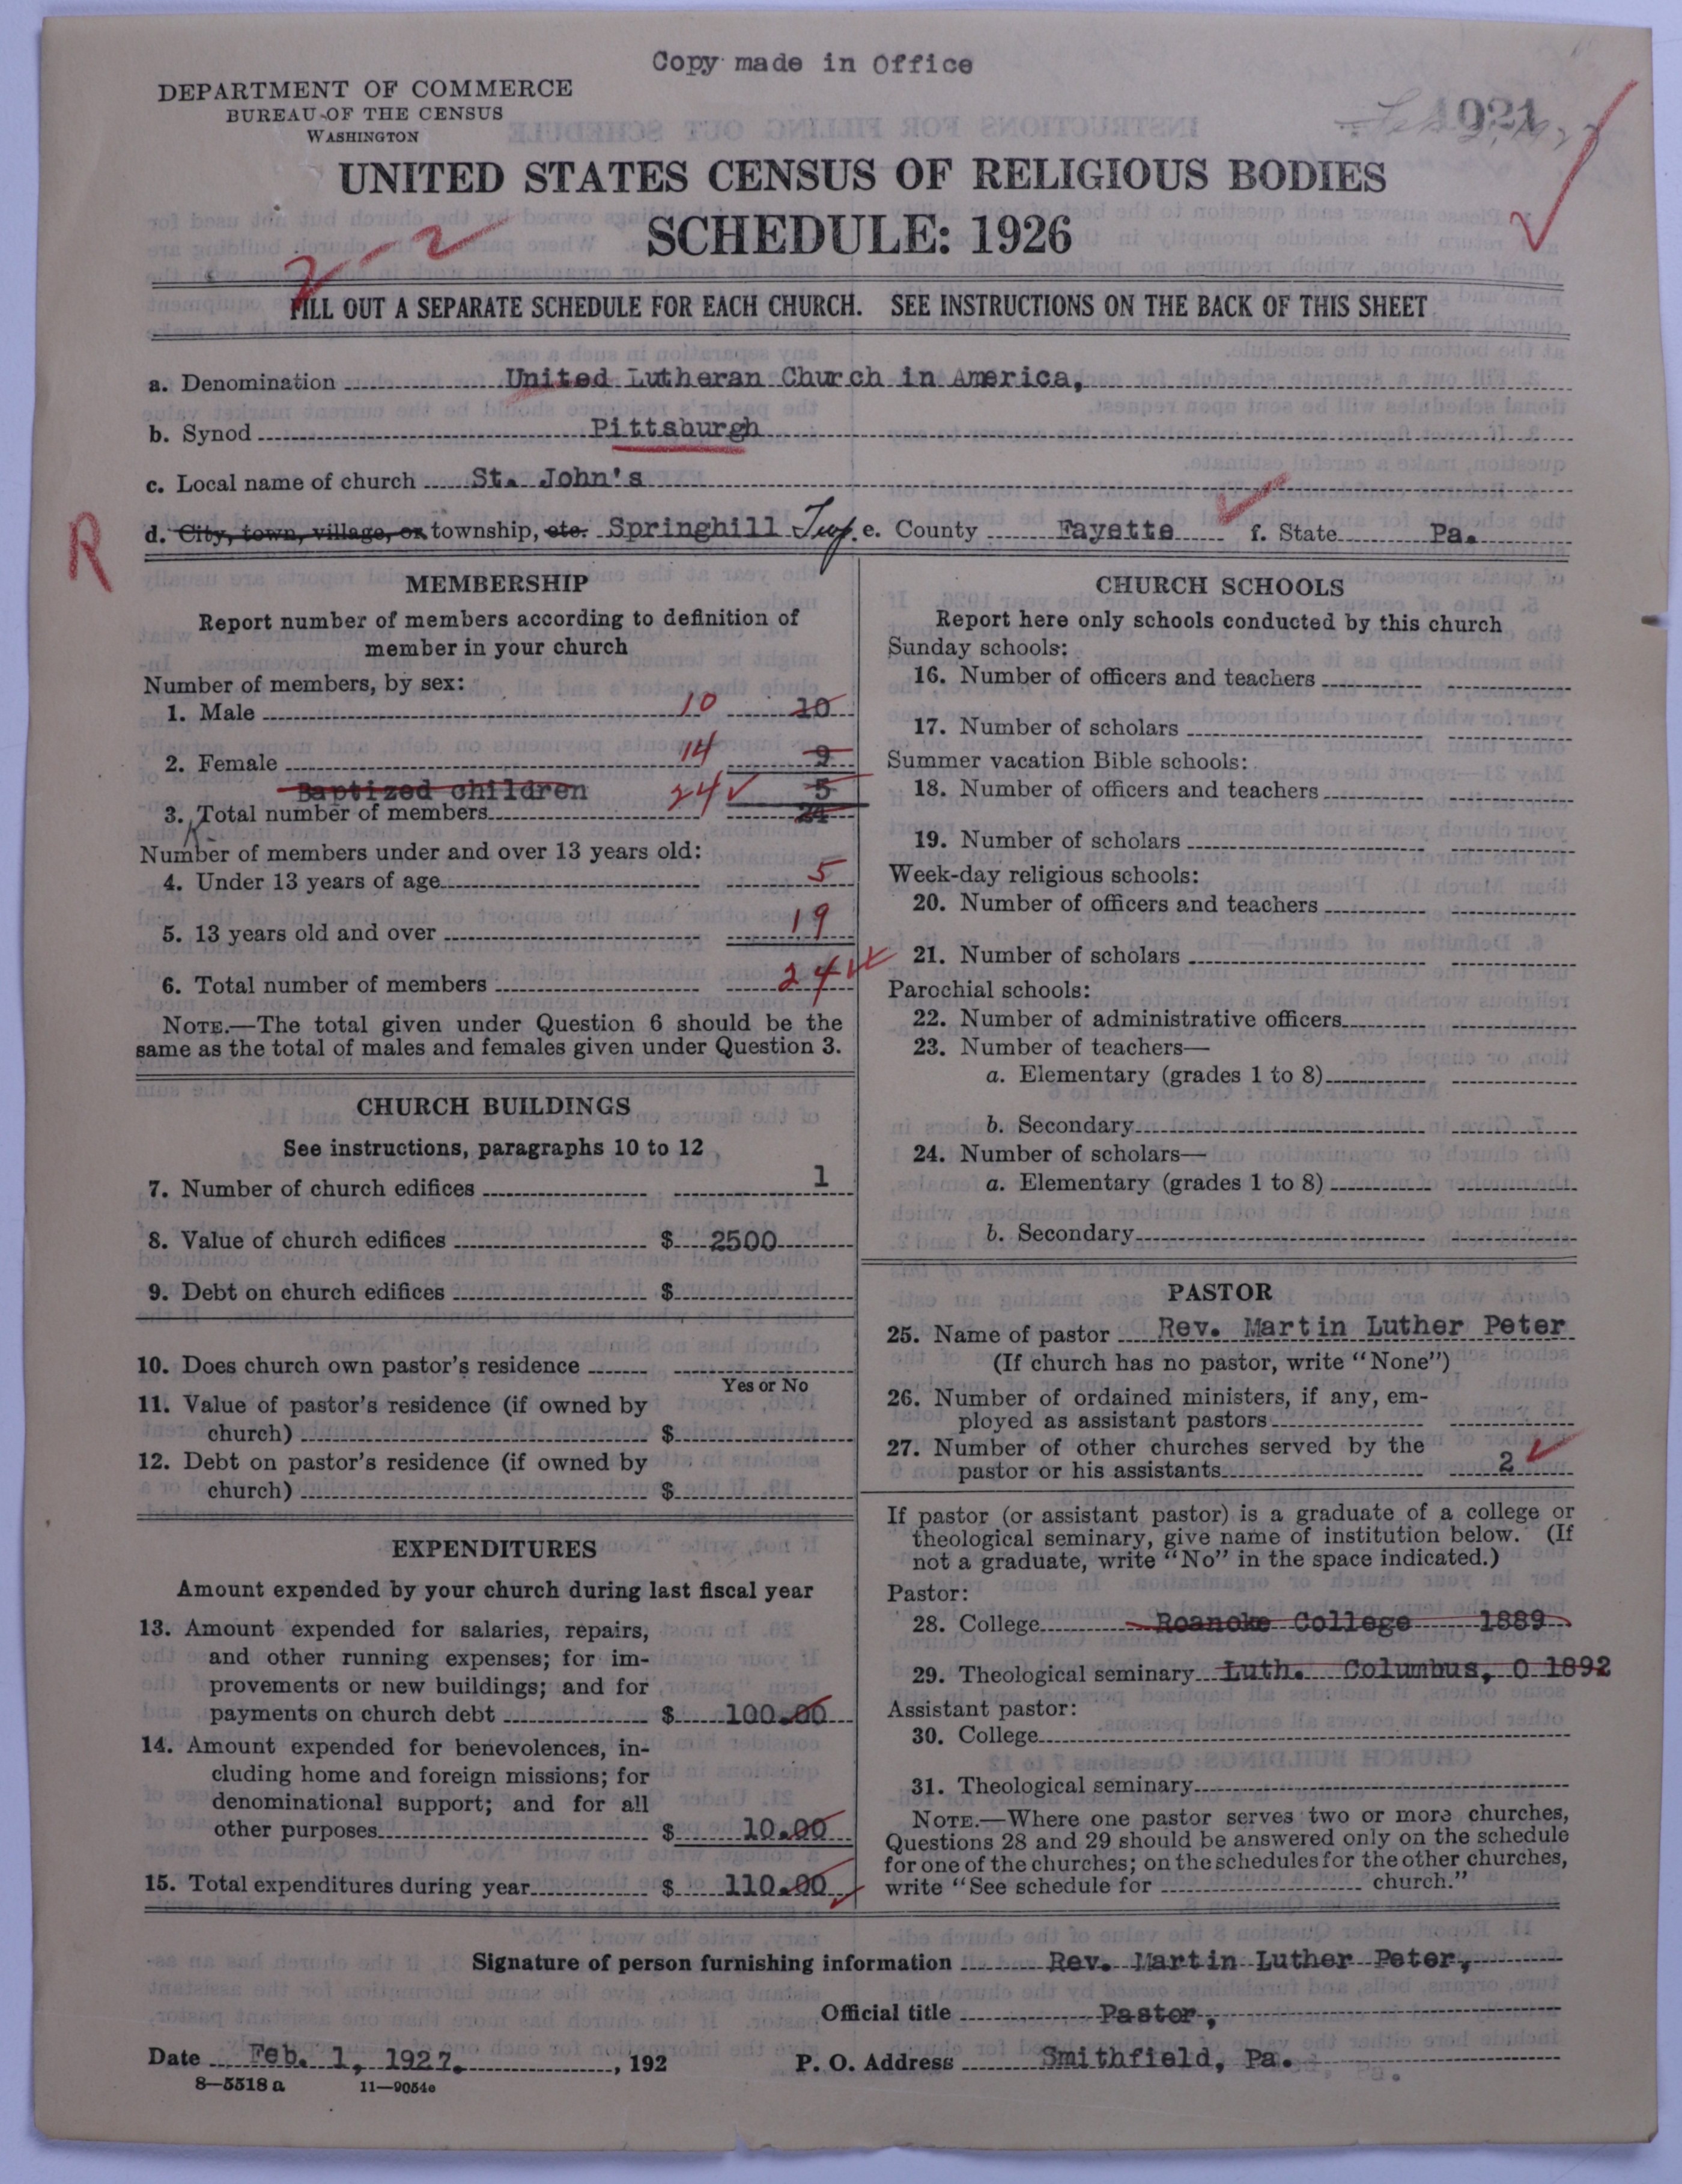 Copy made in Office
DEPARTMENT OF COMMERCE
BUREAU OF THE CENSUS
WASHINGTON
1921
UNITED STATES CENSUS OF RELIGIOUS BODIES
SCHEDULE: 1926
2-2
FILL OUT A SEPARATE SCHEDULE FOR EACH CHURCH. SEE INSTRUCTIONS ON THE BACK OF THIS SHEET
a. Denomination United Lutheran Church in America,
b. Synod Pittsburgh
c. Local name of church St. John's
R d. City, town, village, or township, etc. Springhill Twp. e. County Fayette f. State Pa.
MEMBERSHIP
Report number of members according to definition of
member in your church
Number of members, by sex:
1. Male 10 10
2. Female 14 9
Baptized children 24 5
3. Total number of members 24
Number of members under and over 13 years old:
4. Under 13 years of age 5
5. 13 years old and over 19
6. Total number of members 24
NOTE.—The total given under Question 6 should be the
same as the total of males and females given under Question 3.
CHURCH BUILDINGS
See instructions, paragraphs 10 to 12
7. Number of church edifices 1
8. Value of church edifices $ 2500
9. Debt on church edifices $
10. Does church own pastor's residence
Yes or No
11. Value of pastor's residence (if owned by
church) $
12. Debt on pastor's residence (if owned by
church) $
EXPENDITURES
Amount expended by your church during last fiscal year
13. Amount expended for salaries, repairs,
and other running expenses; for im-
provements or new buildings; and for
payments on church debt $ 100.00
14. Amount expended for benevolences, in-
cluding home and foreign missions; for
denominational support; and for all
other purposes $ 10.00
15. Total expenditures during year $ 110.00
CHURCH SCHOOLS
Report here only schools conducted by this church
Sunday schools:
16. Number of officers and teachers
17. Number of scholars
Summer vacation Bible schools:
18. Number of officers and teachers
19. Number of scholars
Week-day religious schools:
20. Number of officers and teachers
21. Number of scholars
Parochial schools:
22. Number of administrative officers
23. Number of teachers—
a. Elementary (grades 1 to 8)
b. Secondary
24. Number of scholars—
a. Elementary (grades 1 to 8)
b. Secondary
PASTOR
25. Name of pastor Rev. Martin Luther Peter
(If church has no pastor, write "None")
26. Number of ordained ministers, if any, em-
ployed as assistant pastors
27. Number of other churches served by the
pastor or his assistants 2
If pastor (or assistant pastor) is a graduate of a college or
theological seminary, give name of institution below. (If
not a graduate, write "No" in the space indicated.)
Pastor:
28. College Roanoke College 1889
29. Theological seminary Luth. Columbus, O 1892
Assistant pastor:
30. College
31. Theological seminary
NOTE.—Where one pastor serves two or more churches,
Questions 28 and 29 should be answered only on the schedule
for one of the churches; on the schedules for the other churches,
write "See schedule for church."
Signature of person furnishing information Rev. Martin Luther Peter,
Official title Pastor,
Date Feb. 1, 1927. , 192 P. O. Address Smithfield, Pa.
8—5518 a 11—9054e